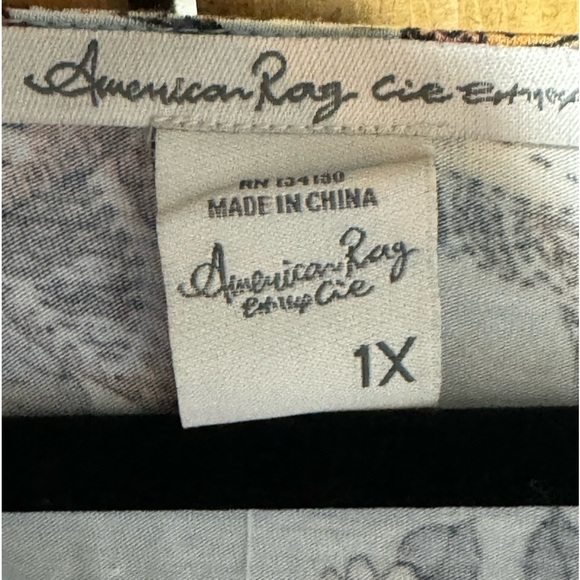 American Rag Cie
RN 134130
MADE IN CHINA
American Rag
Cie
1X